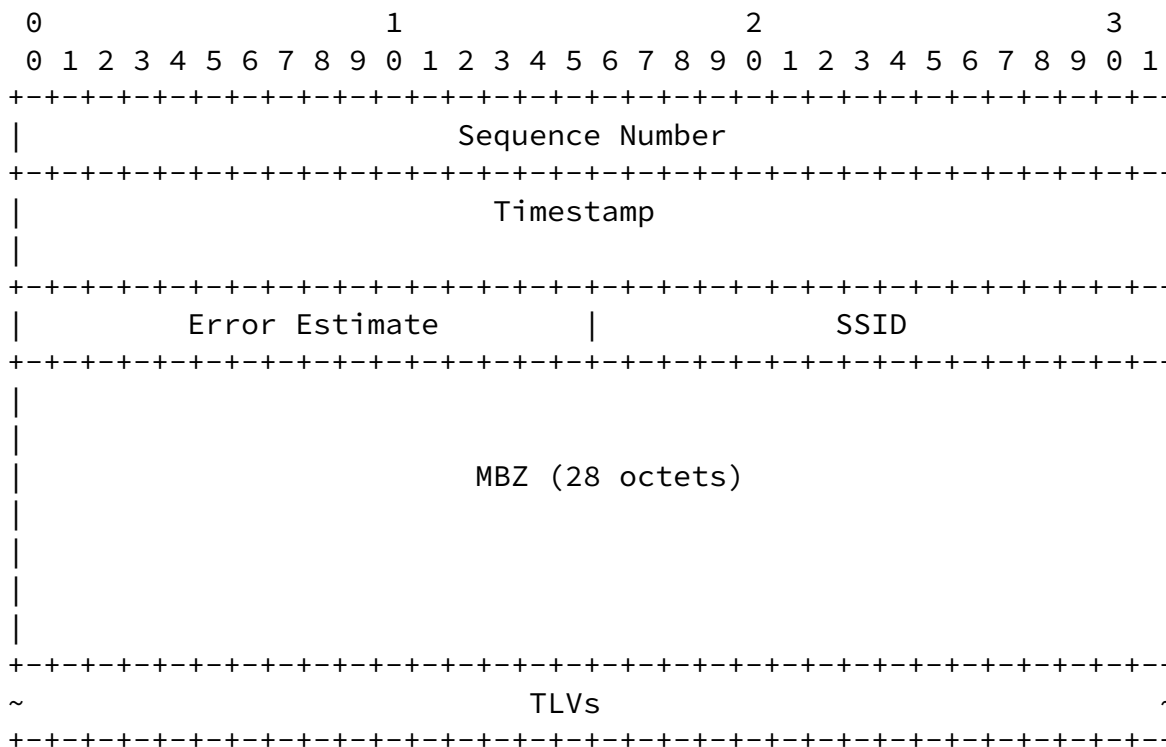 0                   1                   2                   3
 0 1 2 3 4 5 6 7 8 9 0 1 2 3 4 5 6 7 8 9 0 1 2 3 4 5 6 7 8 9 0 1
+-+-+-+-+-+-+-+-+-+-+-+-+-+-+-+-+-+-+-+-+-+-+-+-+-+-+-+-+-+-+-+-
|                        Sequence Number
+-+-+-+-+-+-+-+-+-+-+-+-+-+-+-+-+-+-+-+-+-+-+-+-+-+-+-+-+-+-+-+-
|                          Timestamp
|
+-+-+-+-+-+-+-+-+-+-+-+-+-+-+-+-+-+-+-+-+-+-+-+-+-+-+-+-+-+-+-+-
|         Error Estimate        |             SSID
+-+-+-+-+-+-+-+-+-+-+-+-+-+-+-+-+-+-+-+-+-+-+-+-+-+-+-+-+-+-+-+-
|
|
|                         MBZ (28 octets)
|
|
|
|
+-+-+-+-+-+-+-+-+-+-+-+-+-+-+-+-+-+-+-+-+-+-+-+-+-+-+-+-+-+-+-+-
~                            TLVs                               ~
+-+-+-+-+-+-+-+-+-+-+-+-+-+-+-+-+-+-+-+-+-+-+-+-+-+-+-+-+-+-+-+-